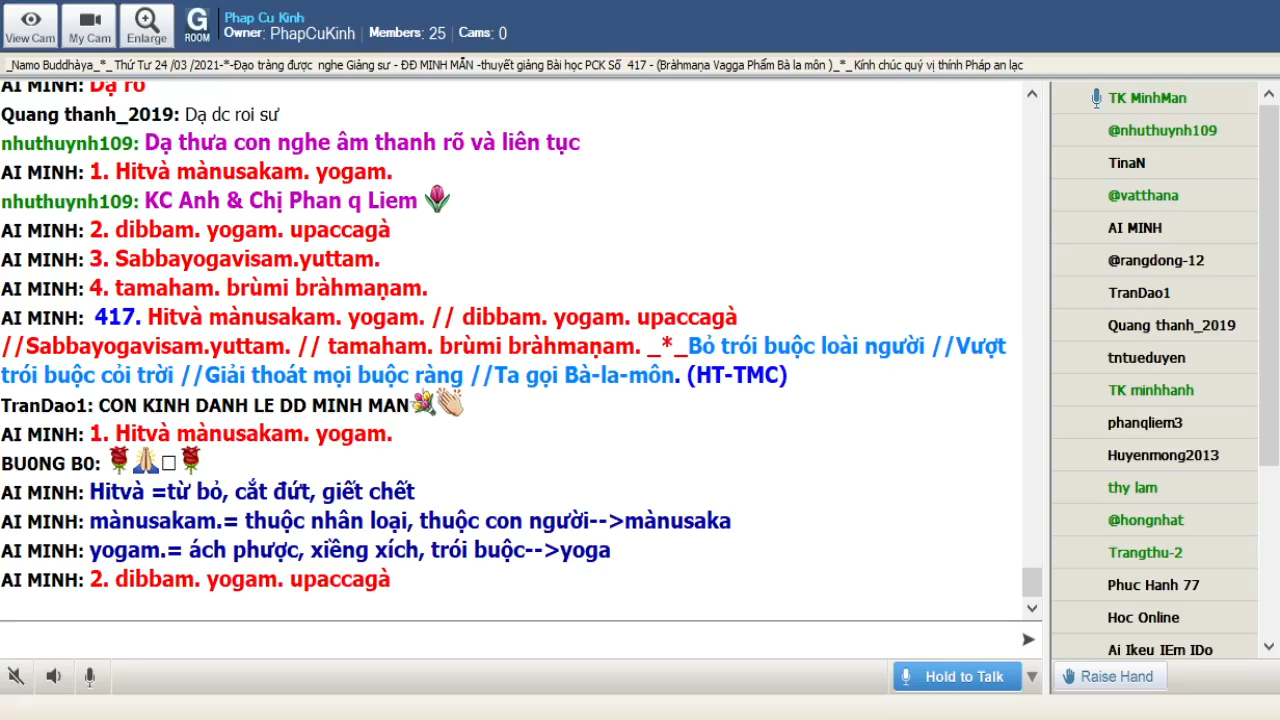 View Cam
My Cam
Enlarge
G
ROOM
Phap Cu Kinh
Owner: PhapCuKinh | Members: 25 | Cams: 0
_Namo Buddhàya_*_ Thứ Tư 24 /03 /2021-*-Đạo tràng được nghe Giảng sư - ĐĐ MINH MẪN -thuyết giảng Bài học PCK Số 417 - (Bràhmaṇa Vagga Phẩm Bà la môn )_*_Kính chúc quý vị thính Pháp an lạc
AI MINH: Dạ rõ
Quang thanh_2019: Dạ dc roi sư
nhuthuynh109: Dạ thưa con nghe âm thanh rõ và liên tục
AI MINH: 1. Hitvà mànusakam. yogam.
nhuthuynh109: KC Anh & Chị Phan q Liem
AI MINH: 2. dibbam. yogam. upaccagà
AI MINH: 3. Sabbayogavisam.yuttam.
AI MINH: 4. tamaham. brùmi bràhmaṇam.
AI MINH: 417. Hitvà mànusakam. yogam. // dibbam. yogam. upaccagà
//Sabbayogavisam.yuttam. // tamaham. brùmi bràhmaṇam. _*_Bỏ trói buộc loài người //Vượt
trói buộc cỏi trời //Giải thoát mọi buộc ràng //Ta gọi Bà-la-môn. (HT-TMC)
TranDao1: CON KINH DANH LE DD MINH MAN
AI MINH: 1. Hitvà mànusakam. yogam.
BU0NG B0:
AI MINH: Hitvà =từ bỏ, cắt đứt, giết chết
AI MINH: mànusakam.= thuộc nhân loại, thuộc con người-->mànusaka
AI MINH: yogam.= ách phược, xiềng xích, trói buộc-->yoga
AI MINH: 2. dibbam. yogam. upaccagà
TK MinhMan
@nhuthuynh109
TinaN
@vatthana
AI MINH
@rangdong-12
TranDao1
Quang thanh_2019
tntueduyen
TK minhhanh
phanqliem3
Huyenmong2013
thy lam
@hongnhat
Trangthu-2
Phuc Hanh 77
Hoc Online
Ai Ikeu IEm IDo
Hold to Talk
Raise Hand